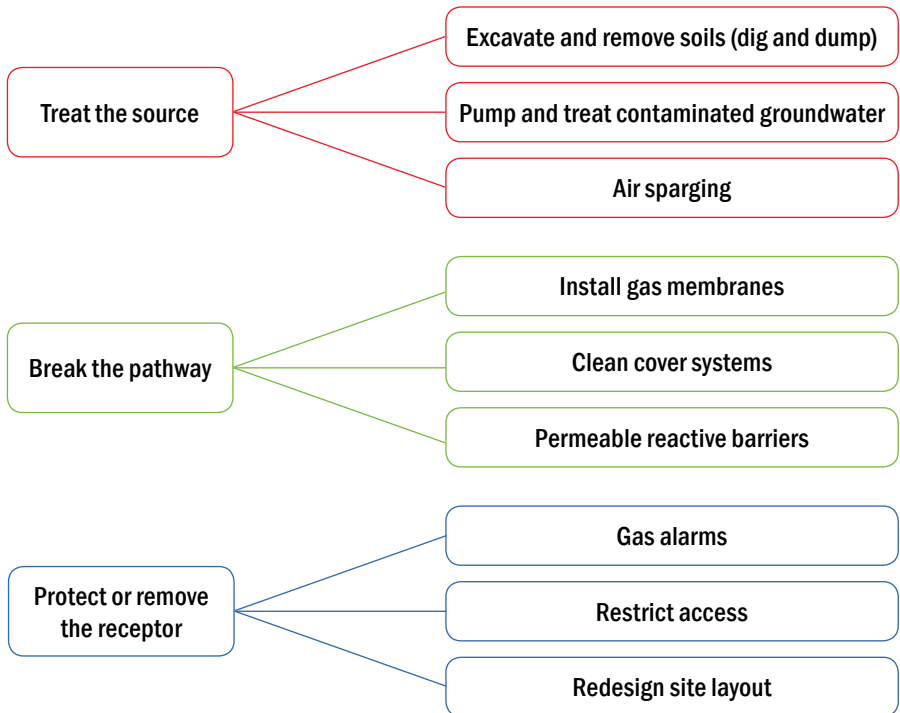 Treat the source
Excavate and remove soils (dig and dump)
Pump and treat contaminated groundwater
Air sparging
Break the pathway
Install gas membranes
Clean cover systems
Permeable reactive barriers
Protect or remove
the receptor
Gas alarms
Restrict access
Redesign site layout